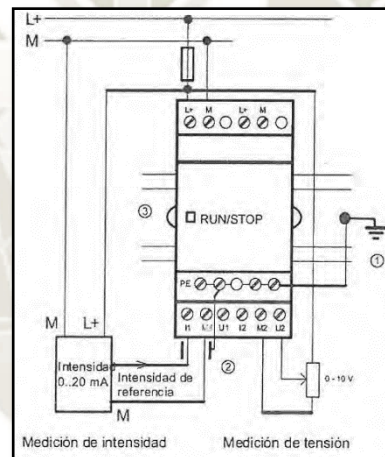 L+
M
L+ M L+ M
③ RUN/STOP
①
PE
I1 M1 U1 I2 M2 U2
②
M L+
Intensidad
0..20 mA
Intensidad de
referencia
M
0 - 10 V
Medición de intensidad Medición de tensión